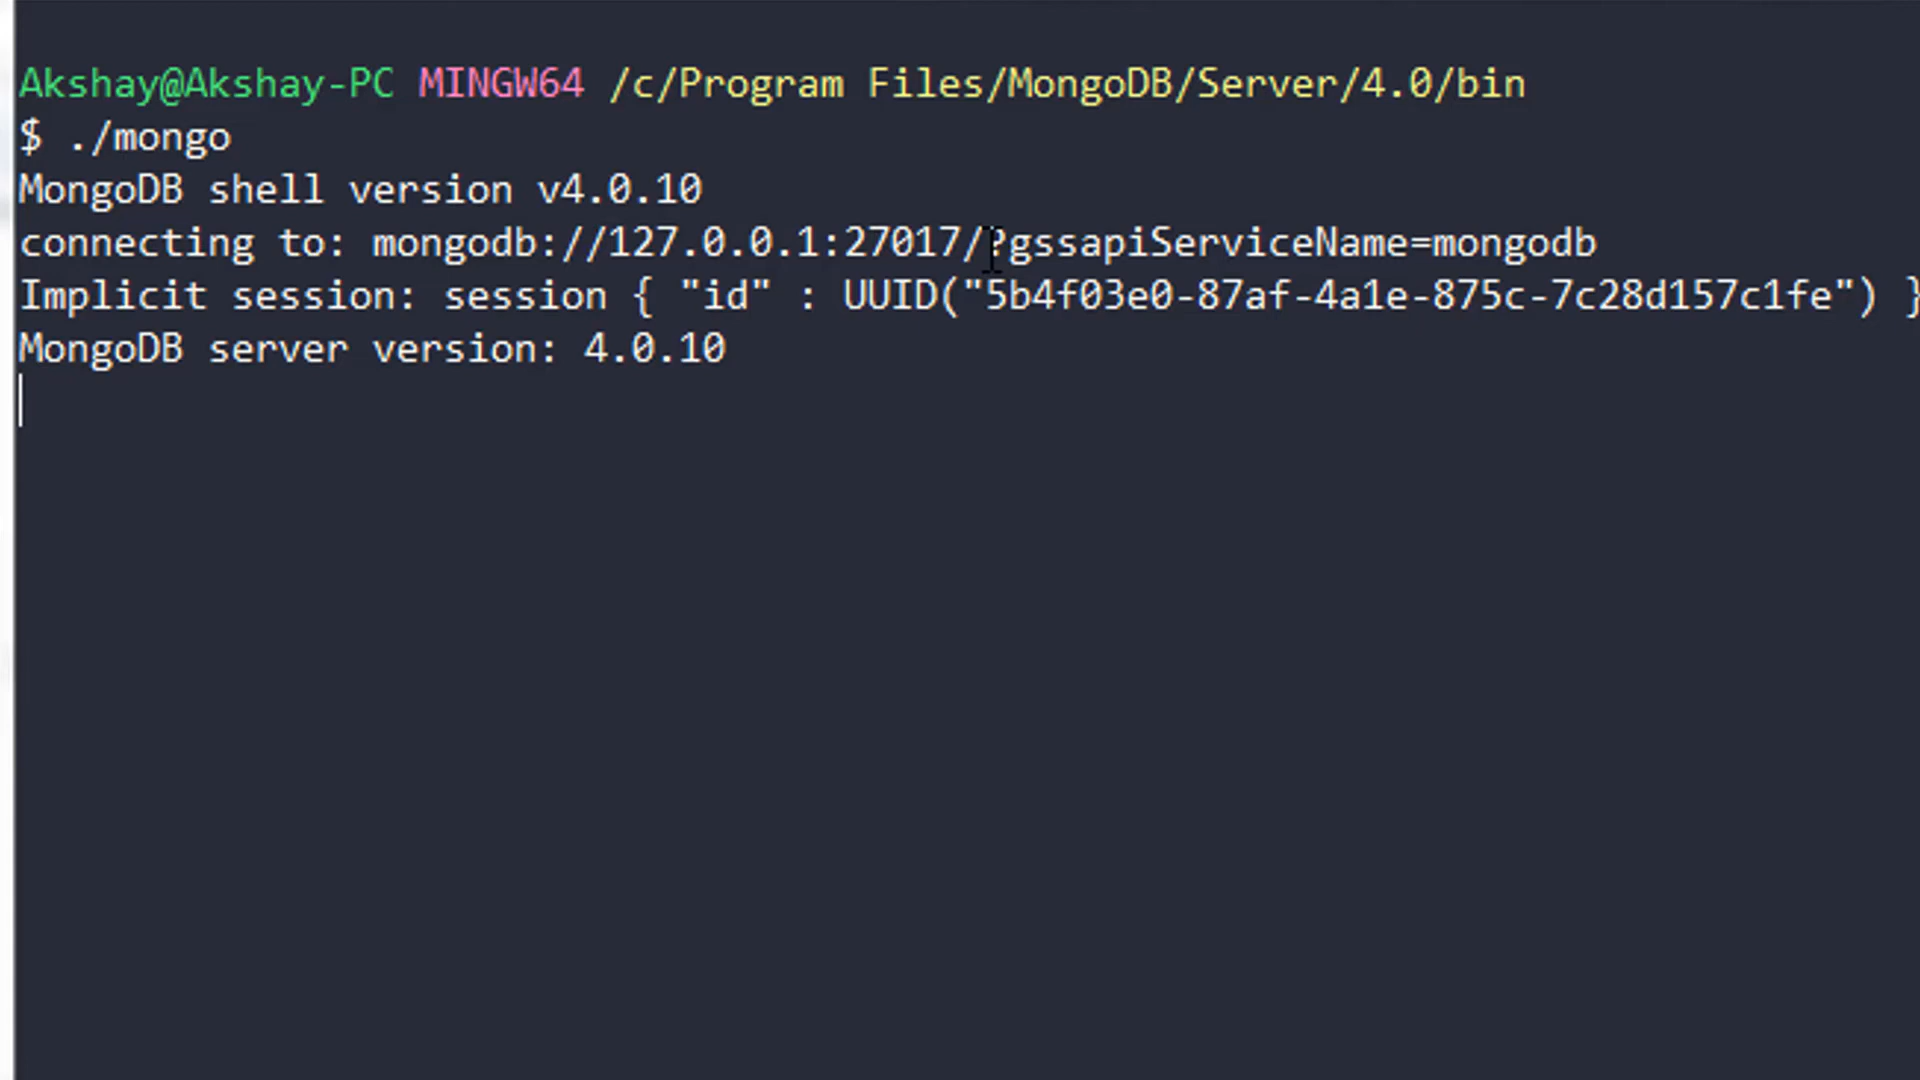 Akshay@Akshay-PC MINGW64 /c/Program Files/MongoDB/Server/4.0/bin
$ ./mongo
MongoDB shell version v4.0.10
connecting to: mongodb://127.0.0.1:27017/?gssapiServiceName=mongodb
Implicit session: session { "id" : UUID("5b4f03e0-87af-4a1e-875c-7c28d157c1fe") }
MongoDB server version: 4.0.10